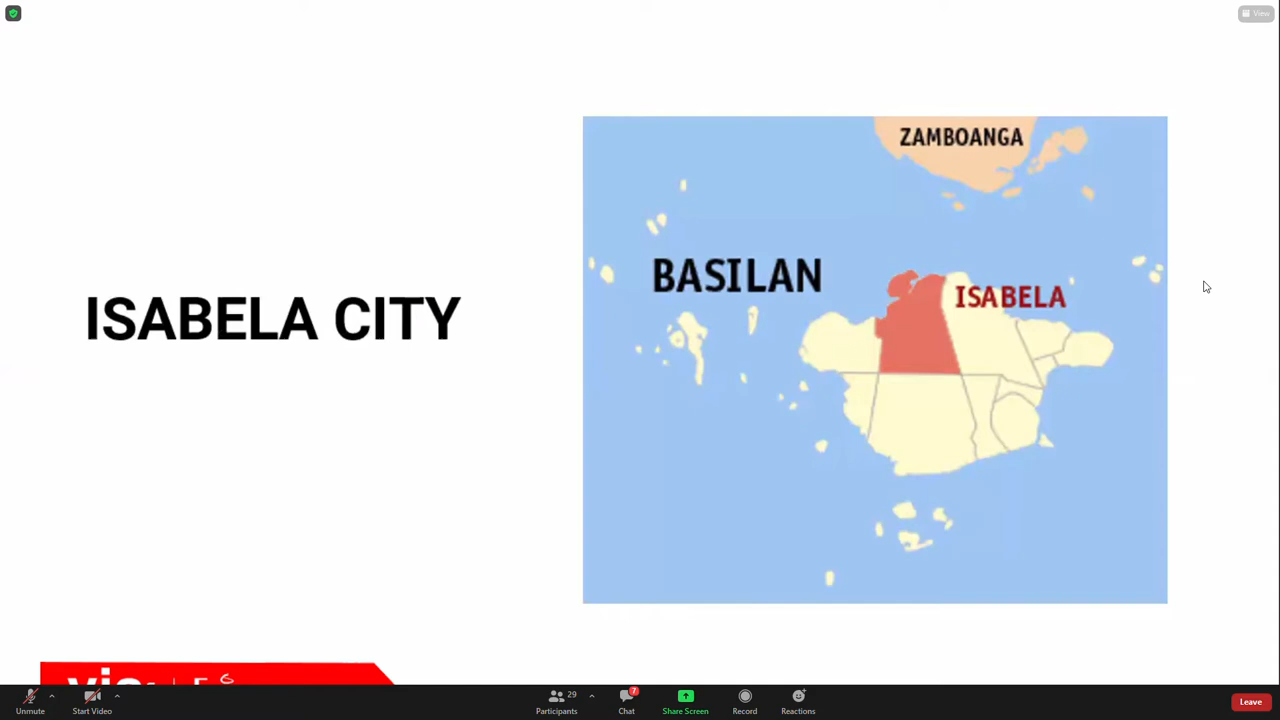 View
ZAMBOANGA
BASILAN
ISABELA
ISABELA CITY
Unmute
Start Video
29
Participants
7
Chat
Share Screen
Record
Reactions
Leave